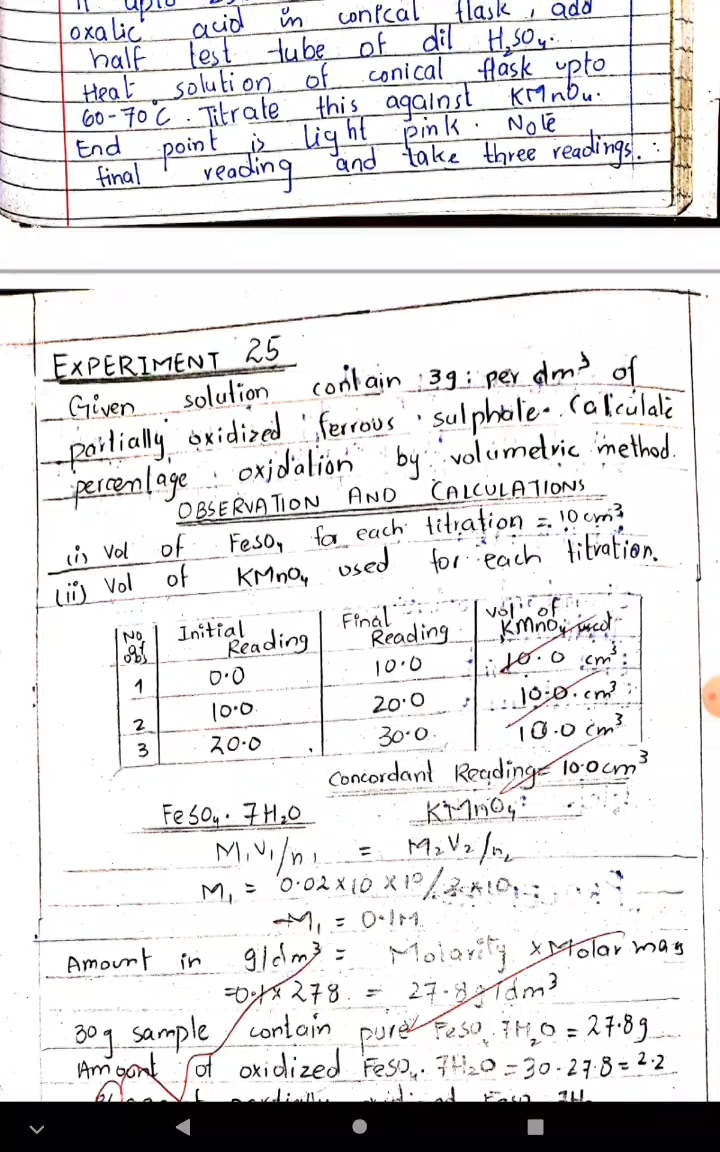 oxalic acid in conical flask, add
half test tube of dil H₂SO₄.
Heat solution of conical flask upto
60-70°C. Titrate this against KMnO₄.
End point is light pink. Note
final reading and take three readings.
EXPERIMENT 25
Given solution contain 3g: per dm³ of
partially oxidized ferrous sulphate. Calculate
percentage oxidation by volumetric method.
OBSERVATION AND CALCULATIONS
(i) Vol of FeSO₄ for each titration = 10cm³
(ii) Vol of KMnO₄ used for each titration.
No of obs | Initial Reading | Final Reading | Vol of KMnO₄ used
1 | 0.0 | 10.0 | 10.0 cm³
2 | 10.0 | 20.0 | 10.0 cm³
3 | 20.0 | 30.0 | 10.0 cm³
Concordant Reading = 10.0cm³
FeSO₄. 7H₂O KMnO₄
M₁V₁/n₁ = M₂V₂/n₂
M₁ = 0.02×10×10/2×10
M₁ = 0.1M
Amount in g/dm³ = Molarity × Molar mas
=0.1×278 = 27.8g/dm³
30g sample contain pure FeSO₄.7H₂O = 27.8g
Amount of oxidized FeSO₄. 7H₂O = 30-27.8 = 2.2